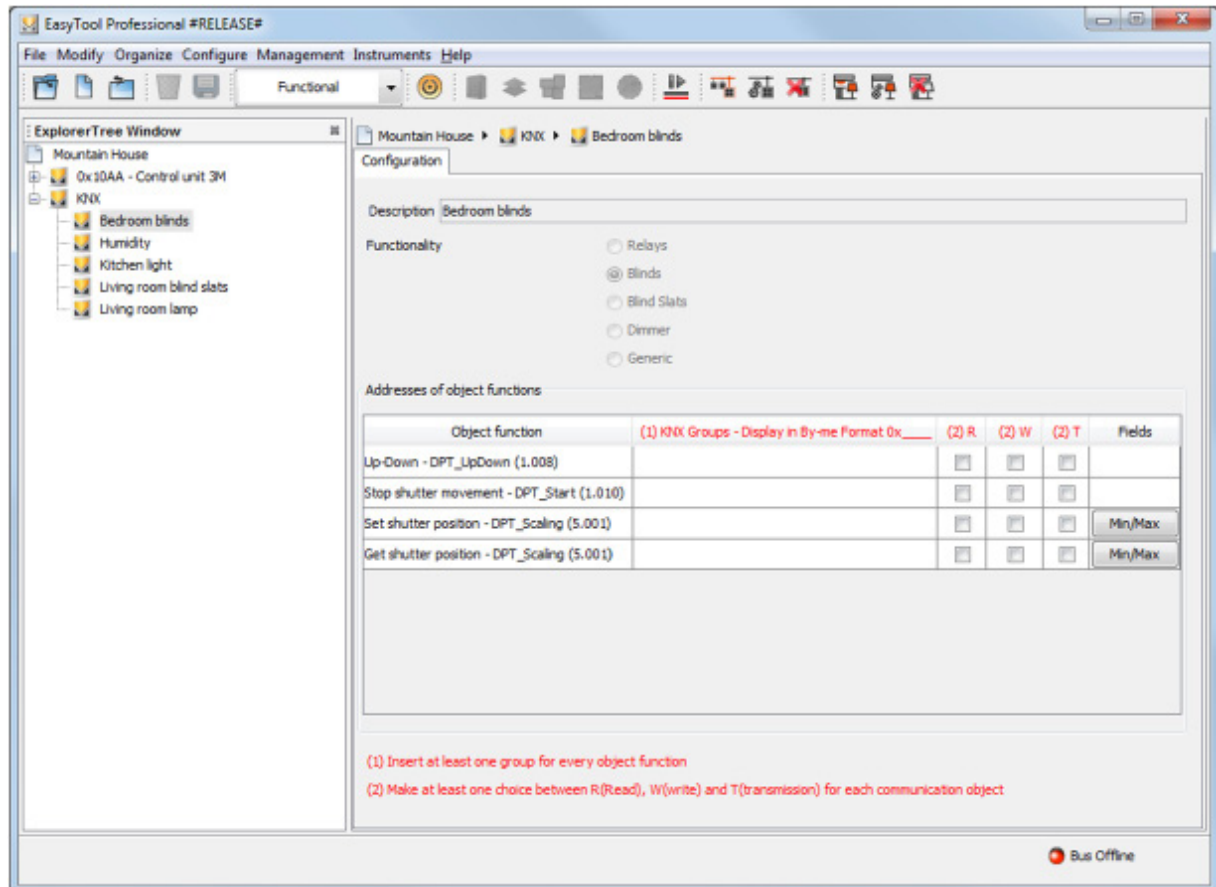 EasyTool Professional #RELEASE#
File Modify Organize Configure Management Instruments Help
Functional
ExplorerTree Window
Mountain House
0x10AA - Control unit 3M
KNX
Bedroom blinds
Humidity
Kitchen light
Living room blind slats
Living room lamp
Mountain House KNX Bedroom blinds
Configuration
Description Bedroom blinds
Functionality Relays
Blinds
Blind Slats
Dimmer
Generic
Addresses of object functions
Object function (1) KNX Groups - Display in By-me Format 0x____ (2) R (2) W (2) T Fields
Up-Down - DPT_UpDown (1.008)
Stop shutter movement - DPT_Start (1.010)
Set shutter position - DPT_Scaling (5.001) Min/Max
Get shutter position - DPT_Scaling (5.001) Min/Max
(1) Insert at least one group for every object function
(2) Make at least one choice between R(Read), W(write) and T(transmission) for each communication object
Bus Offline